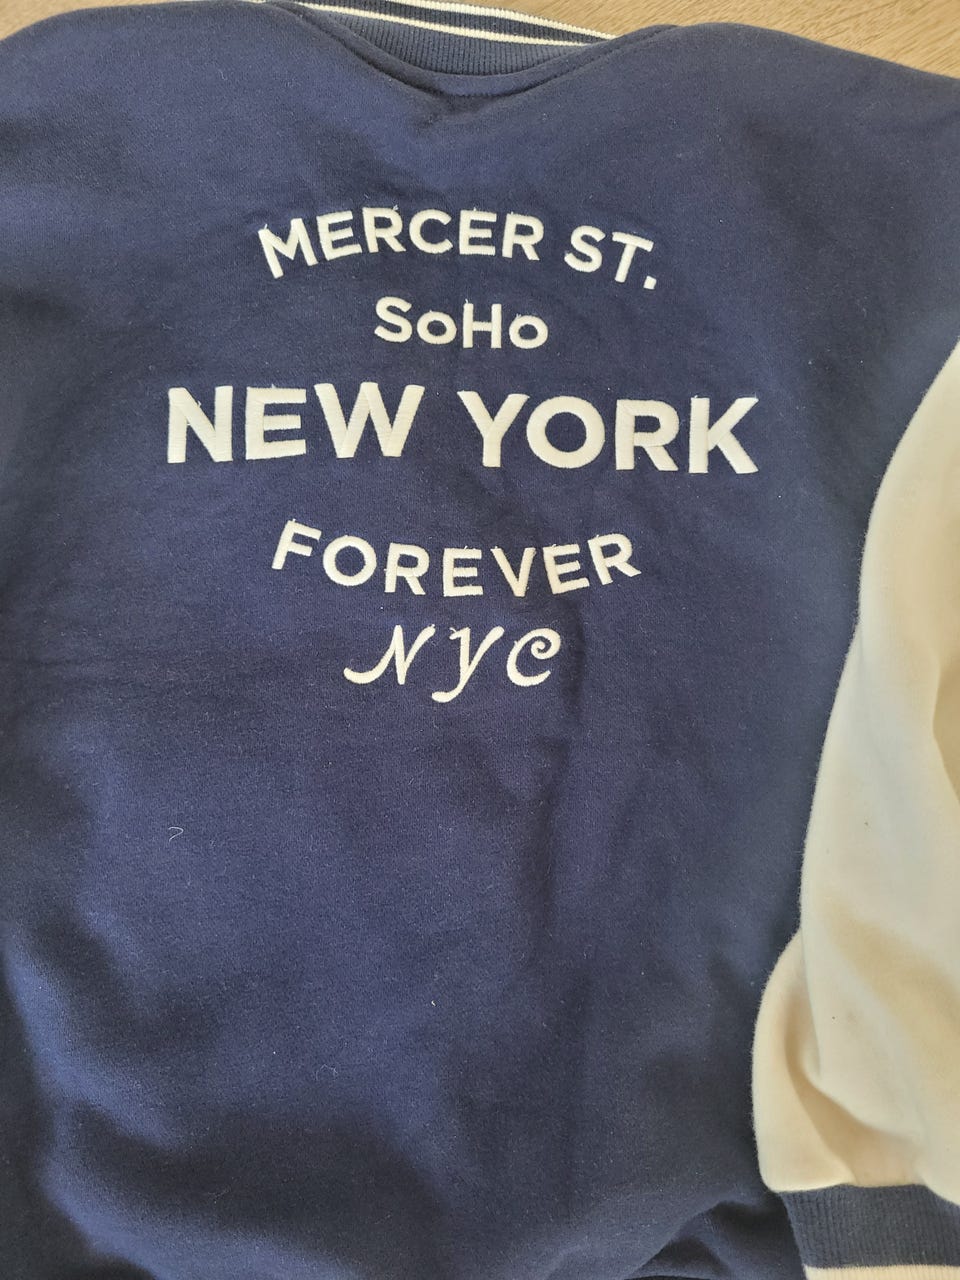 MERCER ST.
SoHo
NEW YORK
FOREVER
NYC